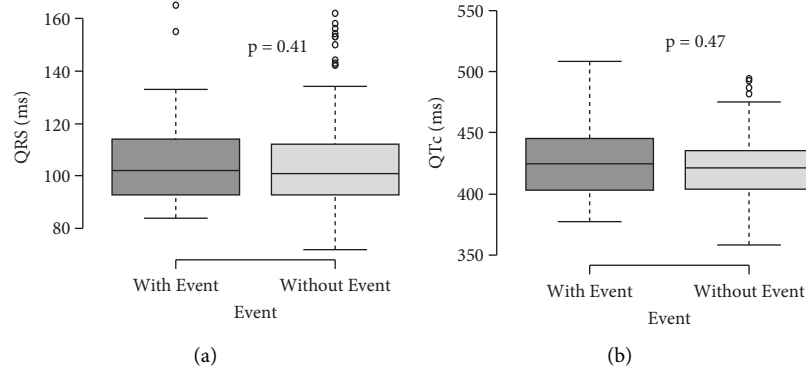 160
140
120
100
80
QRS (ms)
p = 0.41
With Event
Without Event
Event
(a)
550
500
450
400
350
QTc (ms)
p = 0.47
With Event
Without Event
Event
(b)